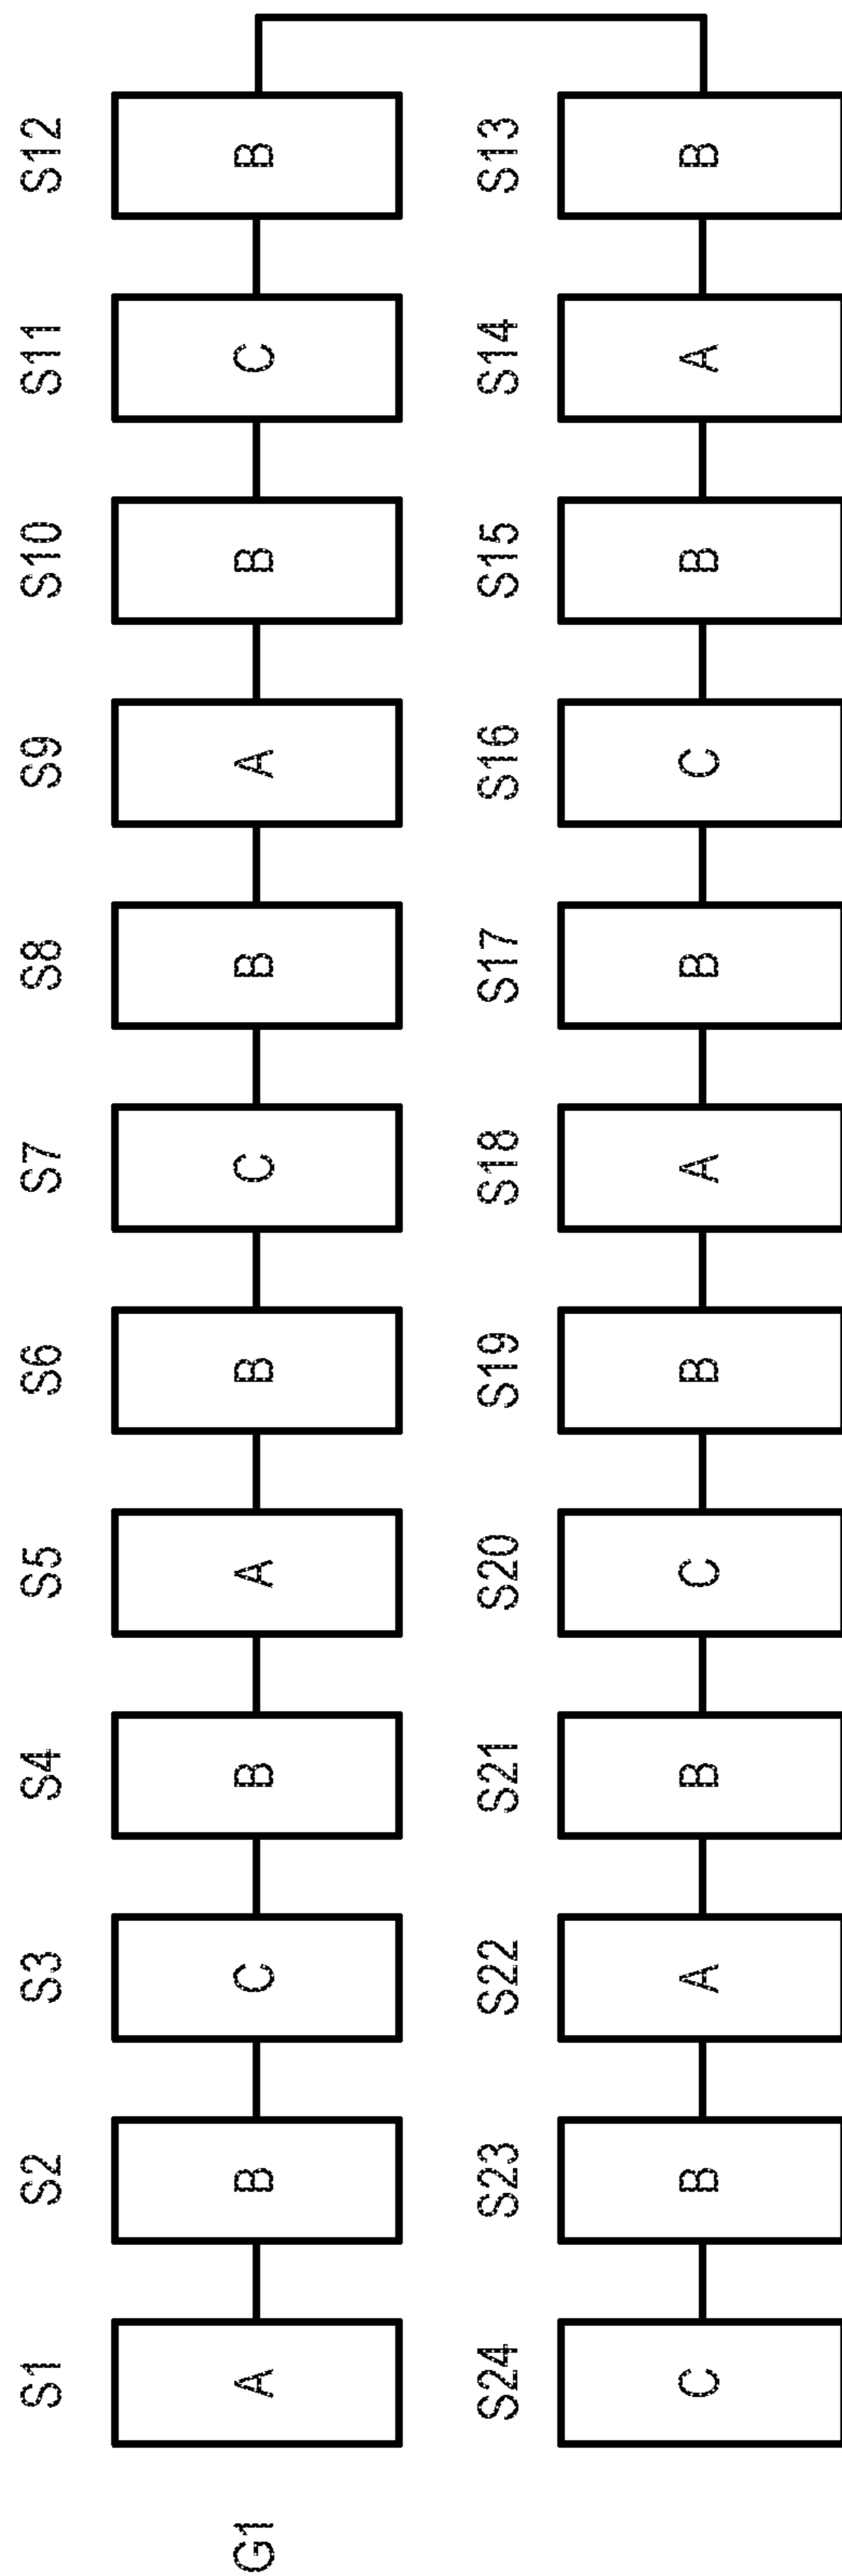 S1 S2 S3 S4 S5 S6 S7 S8 S9 S10 S11 S12
G1 A B C B A B C B A B C B
S24 S23 S22 S21 S20 S19 S18 S17 S16 S15 S14 S13
C B A B C B A B C B A B